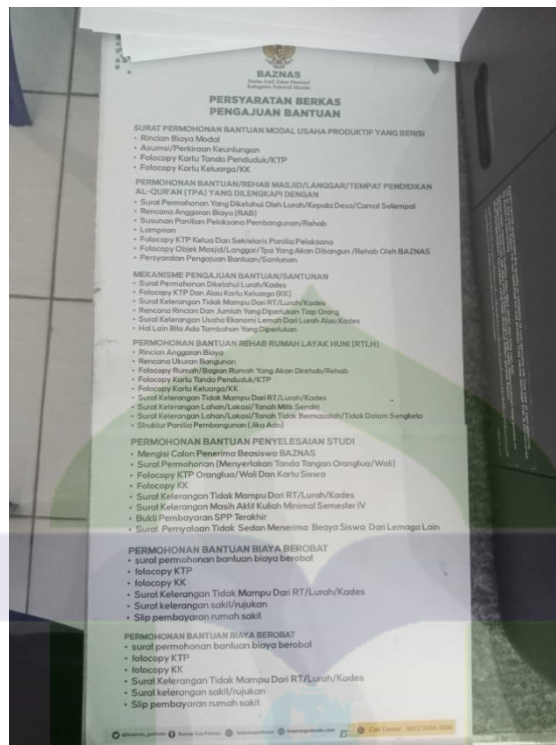 BAZNAS
Badan Amil Zakat Nasional
PERSYARATAN BERKAS
PENGAJUAN BANTUAN
SURAT PERMOHONAN BANTUAN MODAL USAHA PRODUKTIF YANG BERISI
• Rincian Biaya Modal
• Asumsi/Perkiraan Keuntungan
• Fotocopy Kartu Tanda Penduduk/KTP
• Fotocopy Kartu Keluarga/KK
PERMOHONAN BANTUAN/REHAB MASJID/LANGGAR/TEMPAT PENDIDIKAN
AL-QUR'AN (TPA) YANG DILENGKAPI DENGAN
• Surat Permohonan Yang Diketahui Oleh Lurah/Kepala Desa/Camat Setempat
• Rencana Anggaran Biaya (RAB)
• Susunan Panitia Pelaksana Pembangunan/Rehab
• Lampiran
• Fotocopy KTP Ketua Dan Sekretaris Panitia Pelaksana
• Fotocopy Objek Masjid/Langgar/Tpa Yang Akan Dibangun /Rehab Oleh BAZNAS
• Persyaratan Pengajuan Bantuan/Santunan
MEKANISME PENGAJUAN BANTUAN/SANTUNAN
• Surat Permohonan Diketahui Lurah/Kades
• Fotocopy KTP Dan Atau Kartu Keluarga (KK)
• Surat Keterangan Tidak Mampu Dari RT/Lurah/Kades
• Rencana Rincian Dan Jumlah Yang Diperlukan Tiap Orang
• Surat Keterangan Usaha Ekonomi Lemah Dari Lurah Atau Kades
• Hal Lain Bila Ada Tambahan Yang Diperlukan
PERMOHONAN BANTUAN REHAB RUMAH LAYAK HUNI (RTLH)
• Rincian Anggaran Biaya
• Rencana Ukuran Bangunan
• Fotocopy Rumah/Bagian Rumah Yang Akan Direhab/Rehab
• Fotocopy Kartu Tanda Penduduk/KTP
• Fotocopy Kartu Keluarga/KK
• Surat Keterangan Tidak Mampu Dari RT/Lurah/Kades
• Surat Keterangan Lahan/Lokasi/Tanah Milik Sendiri
• Surat Keterangan Lahan/Lokasi/Tanah Tidak Bermasalah/Tidak Dalam Sengketa
• Struktur Panitia Pembangunan (Jika Ada)
PERMOHONAN BANTUAN PENYELESAIAN STUDI
• Mengisi Calon Penerima Beasiswa BAZNAS
• Surat Permohonan (Menyertakan Tanda Tangan Orangtua/Wali)
• Fotocopy KTP Orangtua/Wali Dan Kartu Siswa
• Fotocopy KK
• Surat Keterangan Tidak Mampu Dari RT/Lurah/Kades
• Surat Keterangan Masih Aktif Kuliah Minimal Semester IV
• Bukti Pembayaran SPP Terakhir
• Surat Pernyataan Tidak Sedan Menerima Beaya Siswa Dari Lemaga Lain
PERMOHONAN BANTUAN BIAYA BEROBAT
• surat permohonan bantuan biaya berobat
• fotocopy KTP
• fotocopy KK
• Surat Keterangan Tidak Mampu Dari RT/Lurah/Kades
• Surat keterangan sakit/rujukan
• Slip pembayaran rumah sakit
PERMOHONAN BANTUAN BIAYA BEROBAT
• surat permohonan bantuan biaya berobat
• fotocopy KTP
• fotocopy KK
• Surat Keterangan Tidak Mampu Dari RT/Lurah/Kades
• Surat keterangan sakit/rujukan
• Slip pembayaran rumah sakit
Call Centre